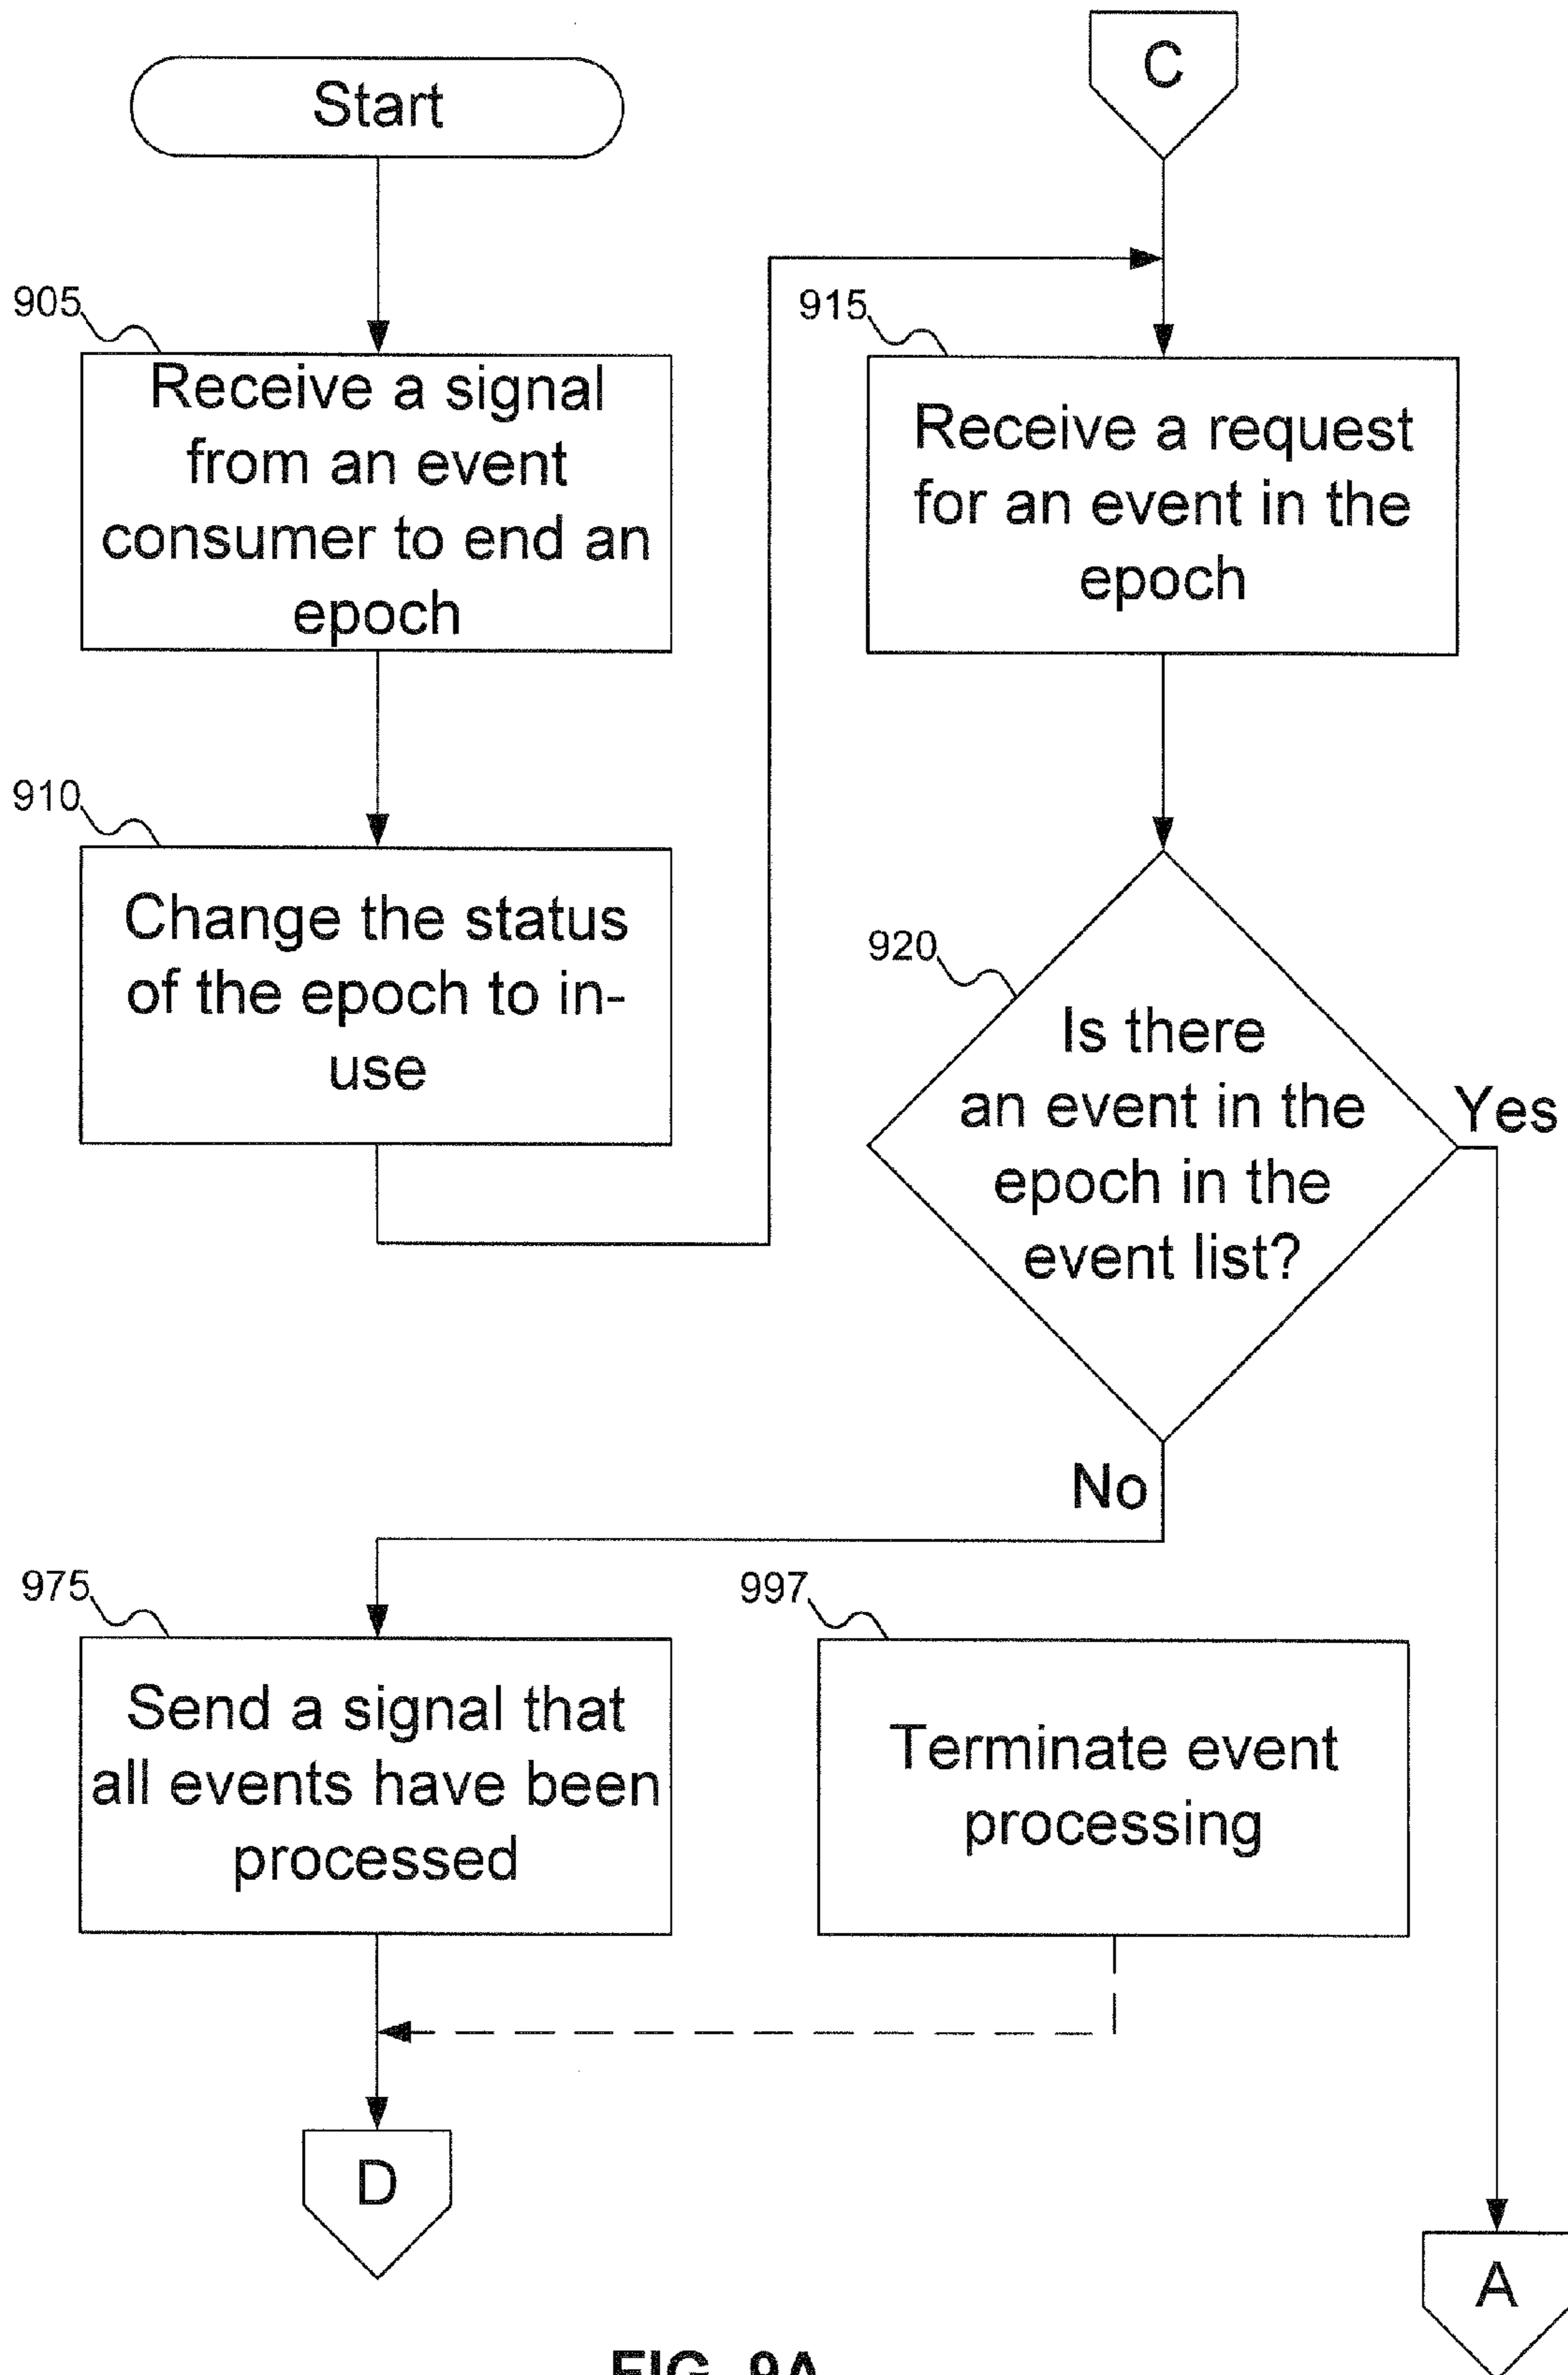 Start
905
Receive a signal
from an event
consumer to end an
epoch
910
Change the status
of the epoch to in-
use
C
915
Receive a request
for an event in the
epoch
920
Is there
an event in the
epoch in the
event list?
Yes
No
975
Send a signal that
all events have been
processed
997
Terminate event
processing
D
A
FIG. 9A